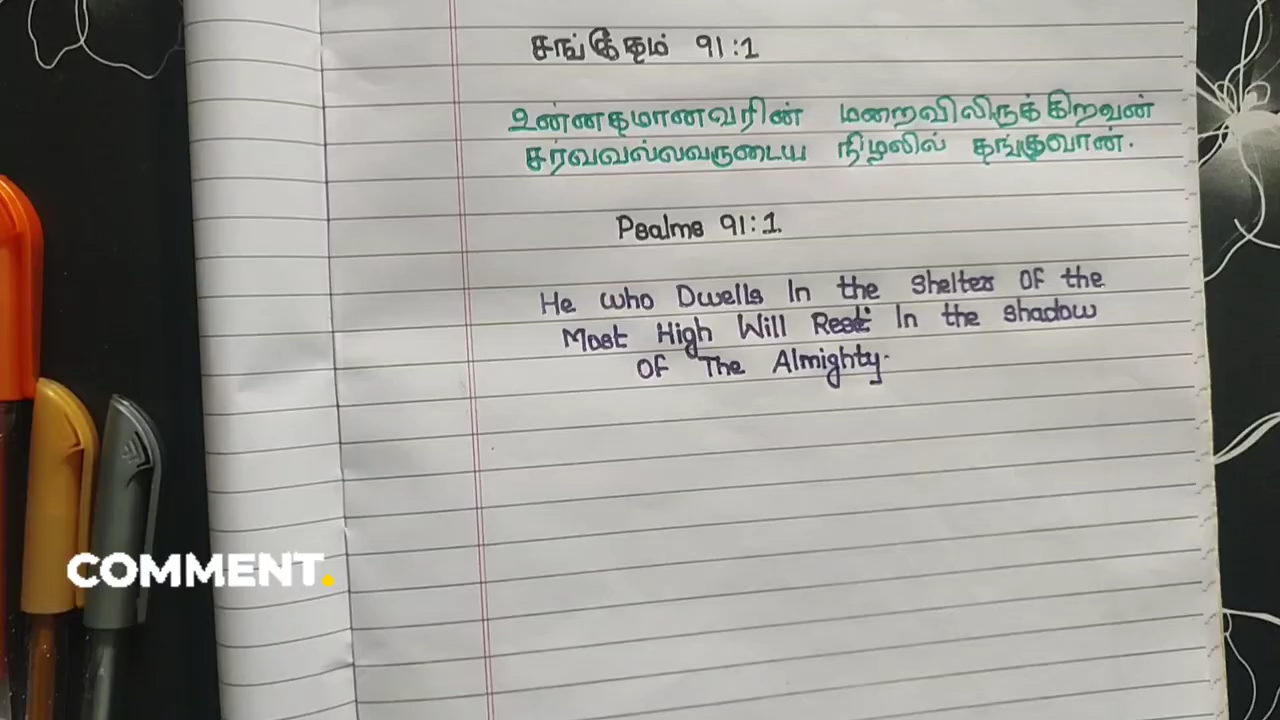 சங்கீதம் 91:1
உன்னதமானவரின் மறைவிலிருக்கிறவன்
சர்வவல்லவருடைய நிழலில் தங்குவான்.
Psalms 91:1
He who Dwells In the Shelter Of the
Most High Will Rest In the Shadow
Of The Almighty.
COMMENT.